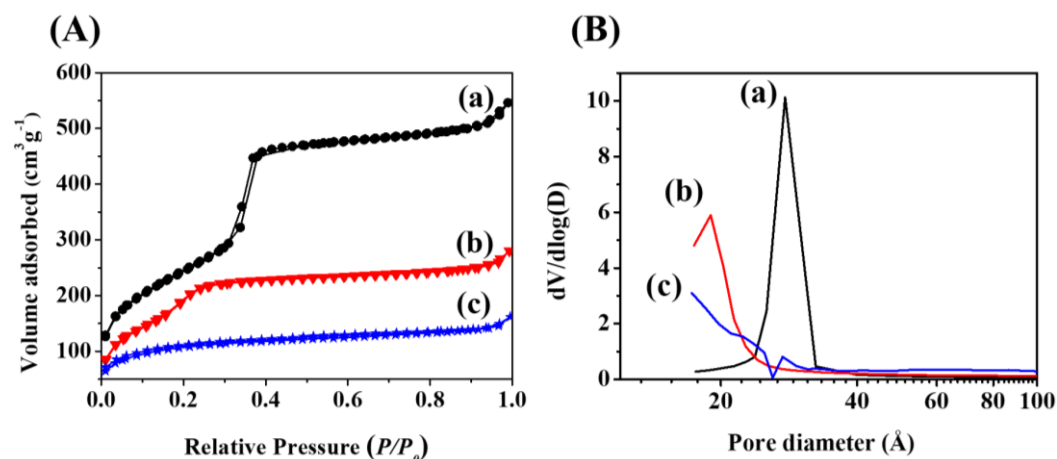 (A)
600
500
400
300
200
100
0.0 0.2 0.4 0.6 0.8 1.0
Volume adsorbed (cm³g⁻¹)
Relative Pressure (P/Pₒ)
(a)
(b)
(c)
(B)
10
8
6
4
2
0
20 40 60 80 100
dV/dlog(D)
Pore diameter (Å)
(a)
(b)
(c)